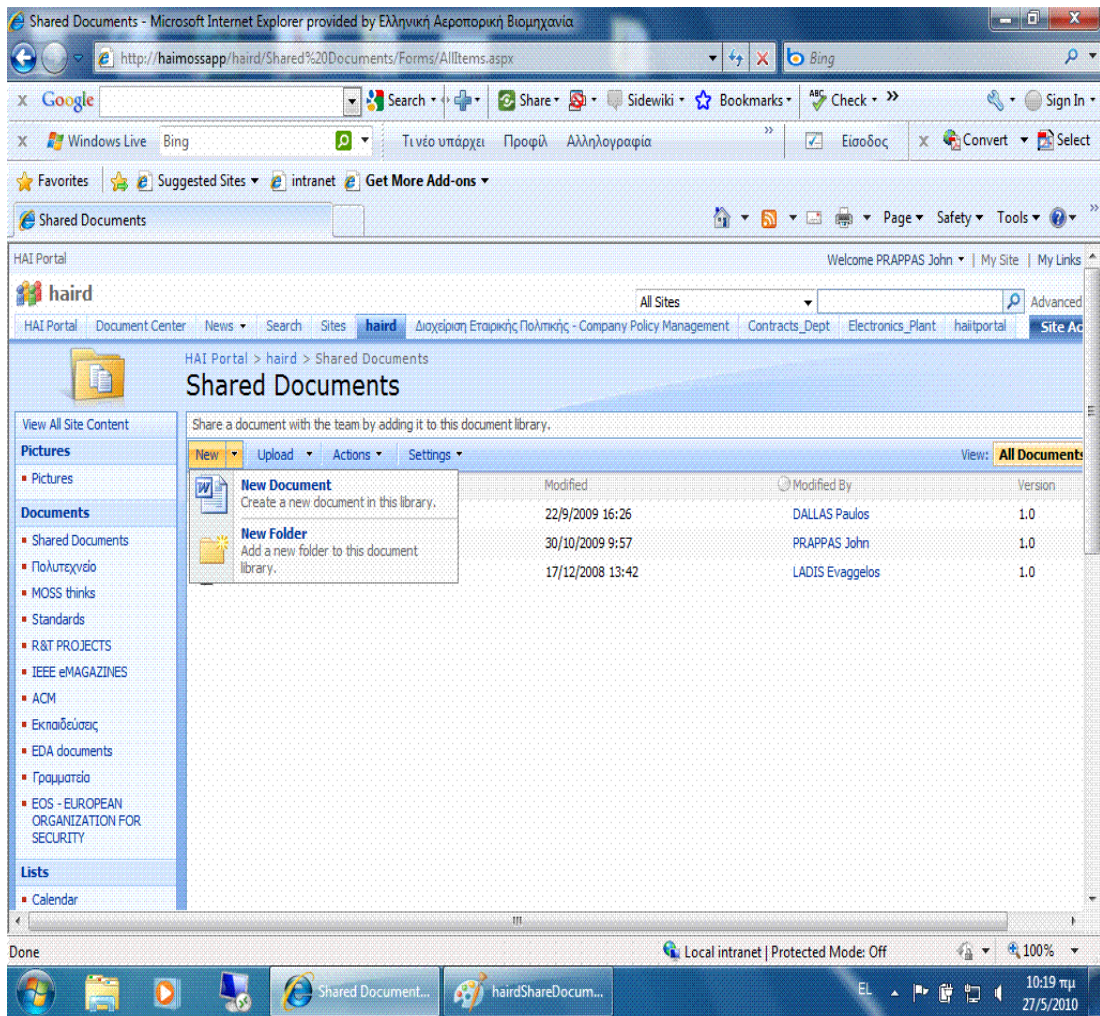 Shared Documents - Microsoft Internet Explorer provided by Ελληνική Αεροπορική Βιομηχανία
http://haimossapp/haird/Shared%20Documents/Forms/AllItems.aspx
Bing
x Google Search Share Sidewiki Bookmarks ABC Check » Sign In
x Windows Live Bing Τι νέο υπάρχει Προφίλ Αλληλογραφία » Είσοδος x Convert Select
Favorites Suggested Sites intranet Get More Add-ons
Shared Documents Page Safety Tools »
HAI Portal Welcome PRAPPAS John | My Site | My Links
haird All Sites Advanced
HAI Portal Document Center News Search Sites haird Διαχείριση Εταιρικής Πολιτικής - Company Policy Management Contracts_Dept Electronics_Plant haiitportal Site Ac
HAI Portal > haird > Shared Documents
Shared Documents
View All Site Content
Share a document with the team by adding it to this document library.
New Upload Actions Settings View: All Documents
New Document
Create a new document in this library.
New Folder
Add a new folder to this document
library.
Modified Modified By Version
22/9/2009 16:26 DALLAS Paulos 1.0
30/10/2009 9:57 PRAPPAS John 1.0
17/12/2008 13:42 LADIS Evaggelos 1.0
Pictures
Pictures
Documents
Shared Documents
Πολυτεχνείο
MOSS thinks
Standards
R&T PROJECTS
IEEE eMAGAZINES
ACM
Εκπαιδεύσεις
EDA documents
Γραμματεία
EOS - EUROPEAN
ORGANIZATION FOR
SECURITY
Lists
Calendar
Done Local intranet | Protected Mode: Off 100%
Shared Document... hairdShareDocum... EL 10:19 πμ
27/5/2010